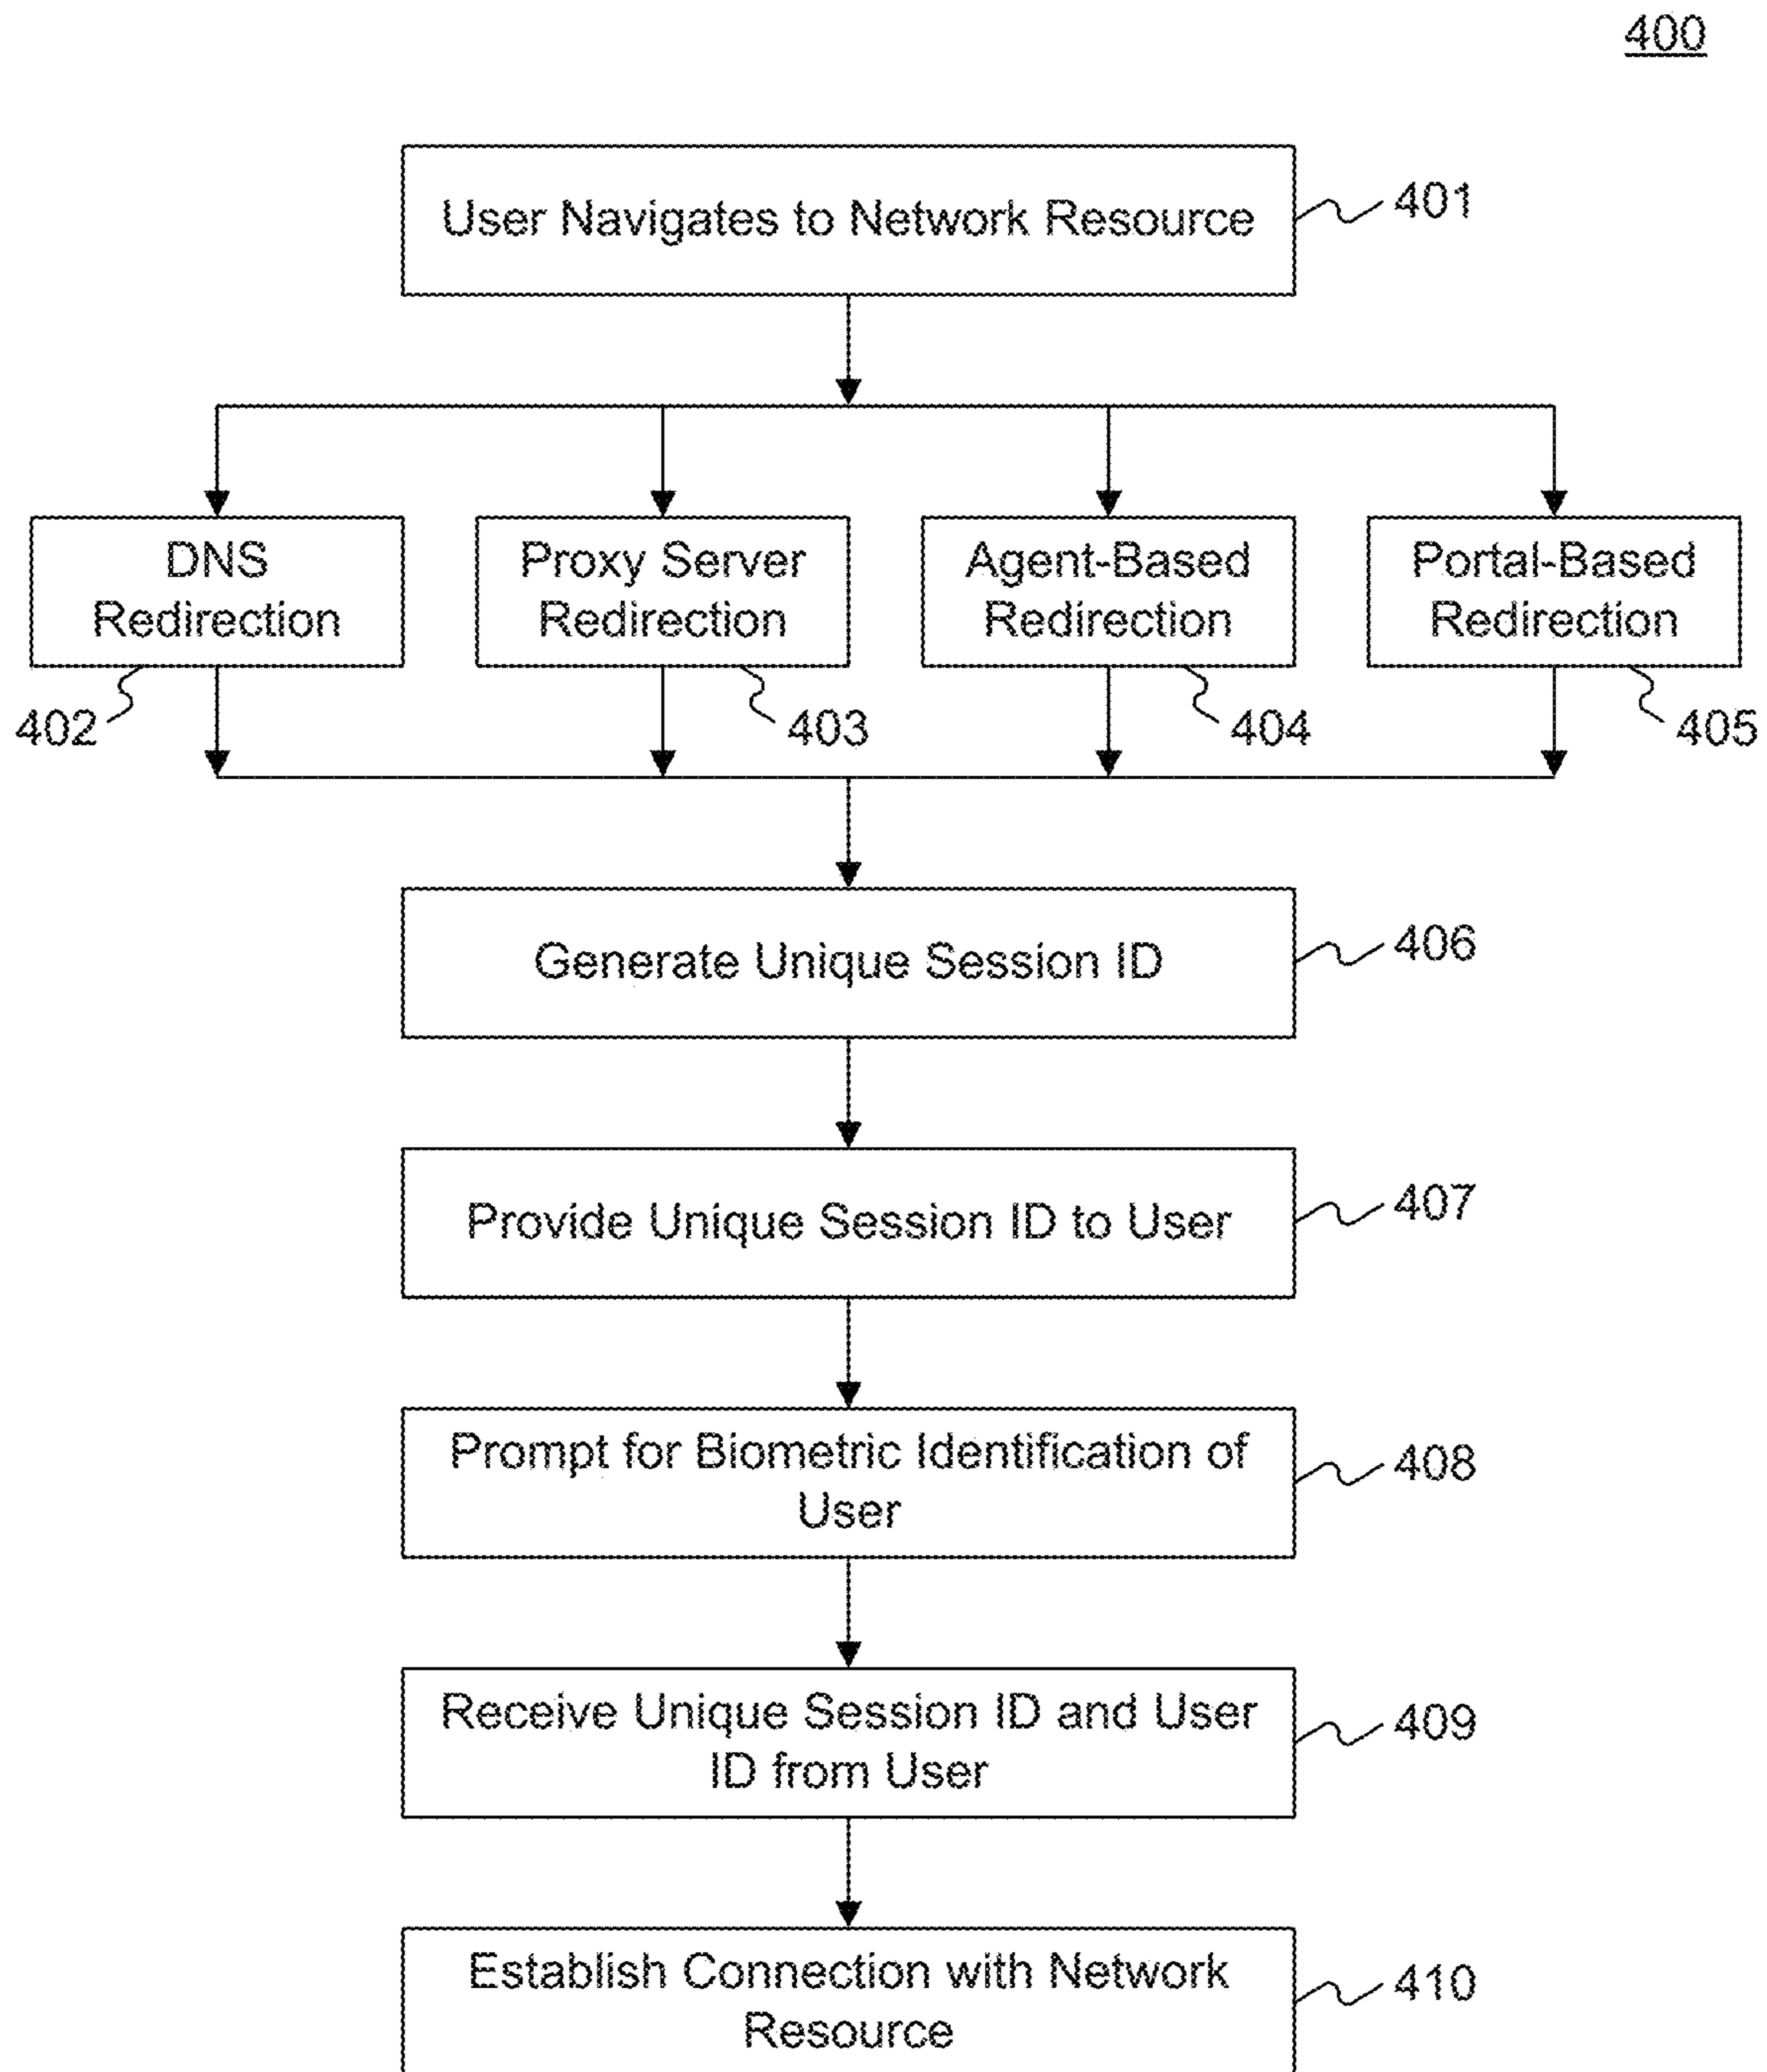 400
User Navigates to Network Resource
401
DNS
Redirection
402
Proxy Server
Redirection
403
Agent-Based
Redirection
404
Portal-Based
Redirection
405
Generate Unique Session ID
406
Provide Unique Session ID to User
407
Prompt for Biometric Identification of
User
408
Receive Unique Session ID and User
ID from User
409
Establish Connection with Network
Resource
410